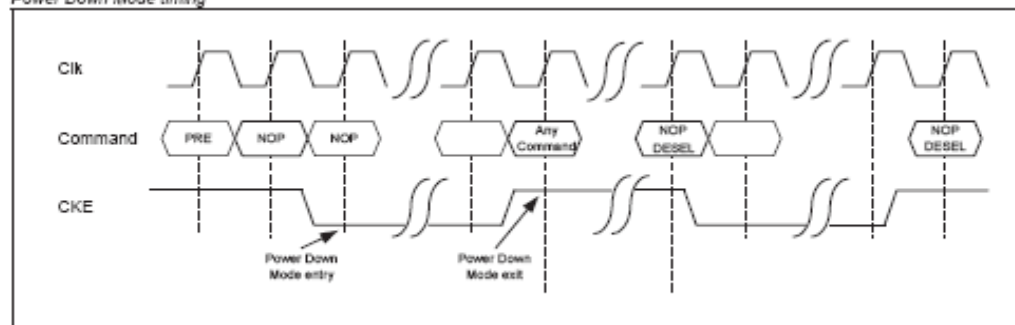 Power Down Mode timing
Clk
Command
PRE
NOP
NOP
Any
Command
NOP
DESEL
NOP
DESEL
CKE
Power Down
Mode entry
Power Down
Mode exit